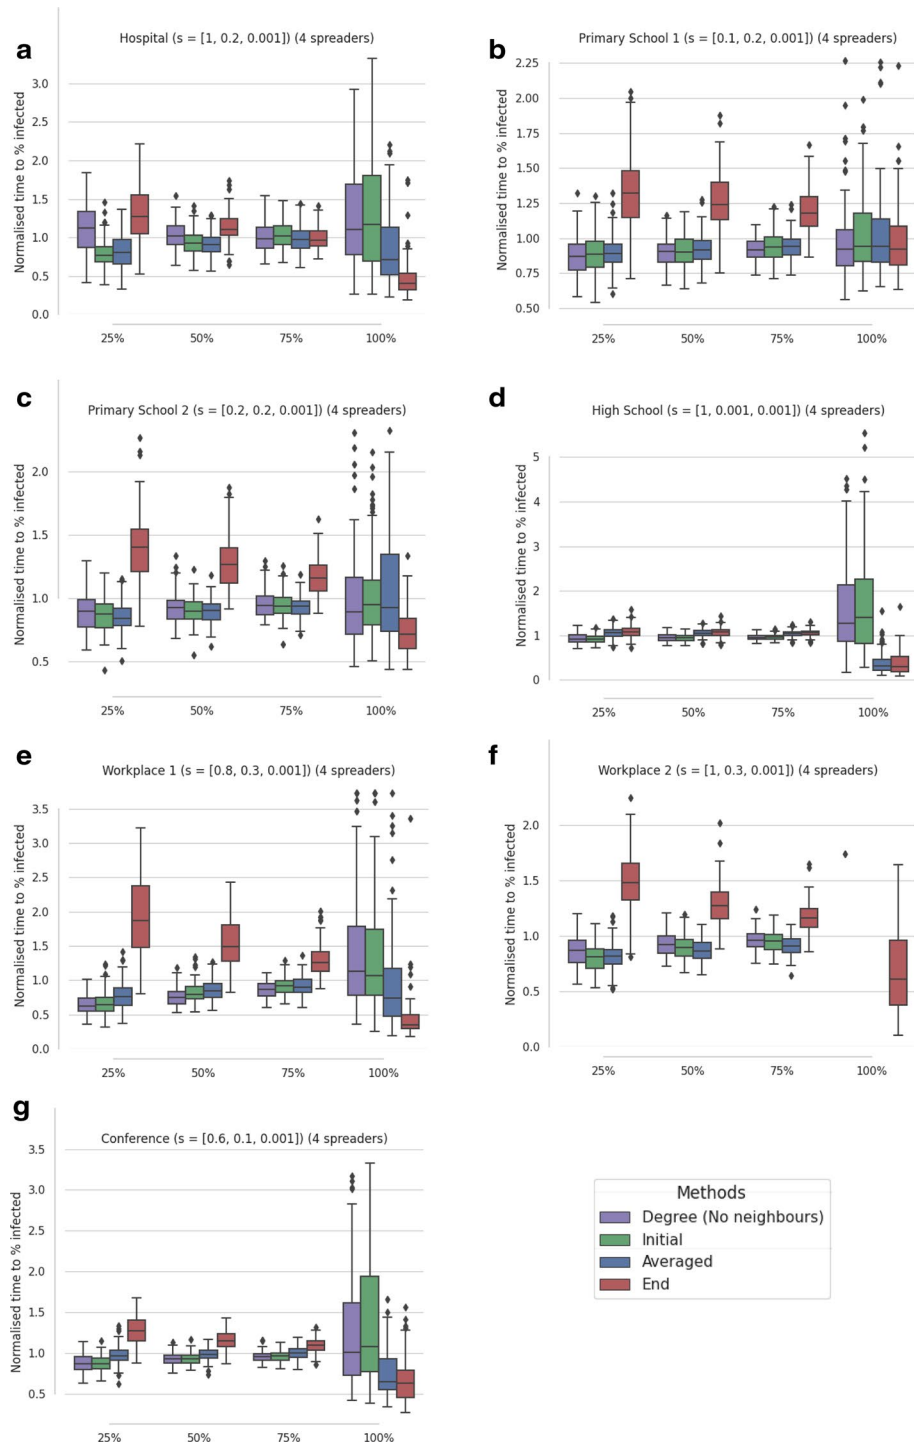 a
Hospital (s = [1, 0.2, 0.001]) (4 spreaders)
Normalised time to % infected
3.0
2.5
2.0
1.5
1.0
0.5
0.0
25%
50%
75%
100%
b
Primary School 1 (s = [0.1, 0.2, 0.001]) (4 spreaders)
Normalised time to % infected
2.25
2.00
1.75
1.50
1.25
1.00
0.75
0.50
25%
50%
75%
100%
c
Primary School 2 (s = [0.2, 0.2, 0.001]) (4 spreaders)
Normalised time to % infected
2.0
1.5
1.0
0.5
25%
50%
75%
100%
d
High School (s = [1, 0.001, 0.001]) (4 spreaders)
Normalised time to % infected
5
4
3
2
1
0
25%
50%
75%
100%
e
Workplace 1 (s = [0.8, 0.3, 0.001]) (4 spreaders)
Normalised time to % infected
3.5
3.0
2.5
2.0
1.5
1.0
0.5
0.0
25%
50%
75%
100%
f
Workplace 2 (s = [1, 0.3, 0.001]) (4 spreaders)
Normalised time to % infected
2.0
1.5
1.0
0.5
0.0
25%
50%
75%
100%
g
Conference (s = [0.6, 0.1, 0.001]) (4 spreaders)
Normalised time to % infected
3.5
3.0
2.5
2.0
1.5
1.0
0.5
25%
50%
75%
100%
Methods
Degree (No neighbours)
Initial
Averaged
End